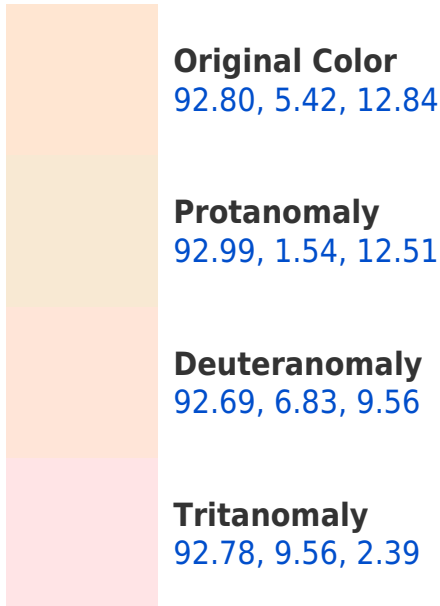 Original Color
92.80, 5.42, 12.84
Protanomaly
92.99, 1.54, 12.51
Deuteranomaly
92.69, 6.83, 9.56
Tritanomaly
92.78, 9.56, 2.39